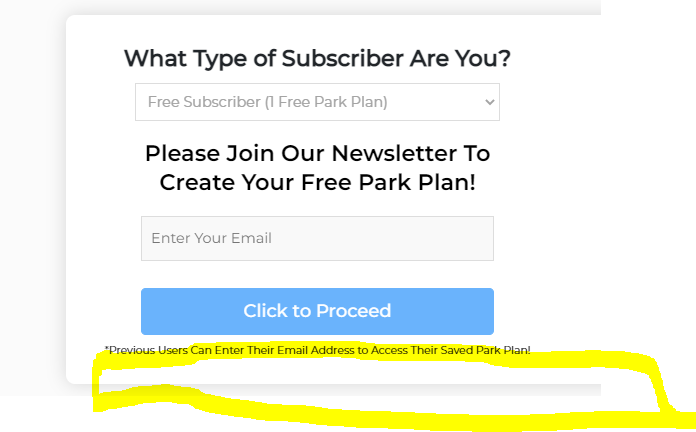 What Type of Subscriber Are You?
Free Subscriber (1 Free Park Plan)
Please Join Our Newsletter To
Create Your Free Park Plan!
Enter Your Email
Click to Proceed
*Previous Users Can Enter Their Email Address to Access Their Saved Park Plan!